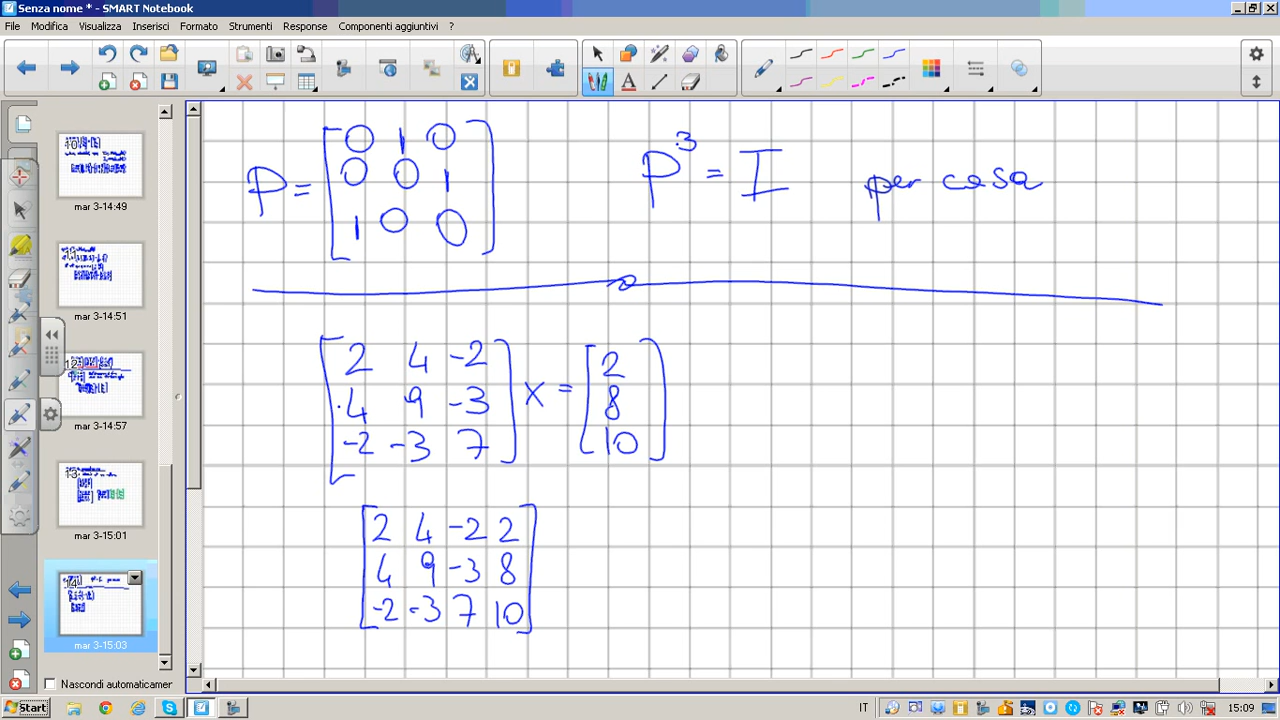 Senza nome * - SMART Notebook
File Modifica Visualizza Inserisci Formato Strumenti Response Componenti aggiuntivi ?
mar 3-14:49
mar 3-14:51
mar 3-14:57
mar 3-15:01
mar 3-15:03
Nascondi automaticamer
P = [0 1 0
0 0 1
1 0 0]
P³ = I per casa
[2 4 -2
4 9 -3
-2 -3 7] x = [2
8
10]
[2 4 -2 2
4 9 -3 8
-2 -3 7 10]
Start IT 15:09